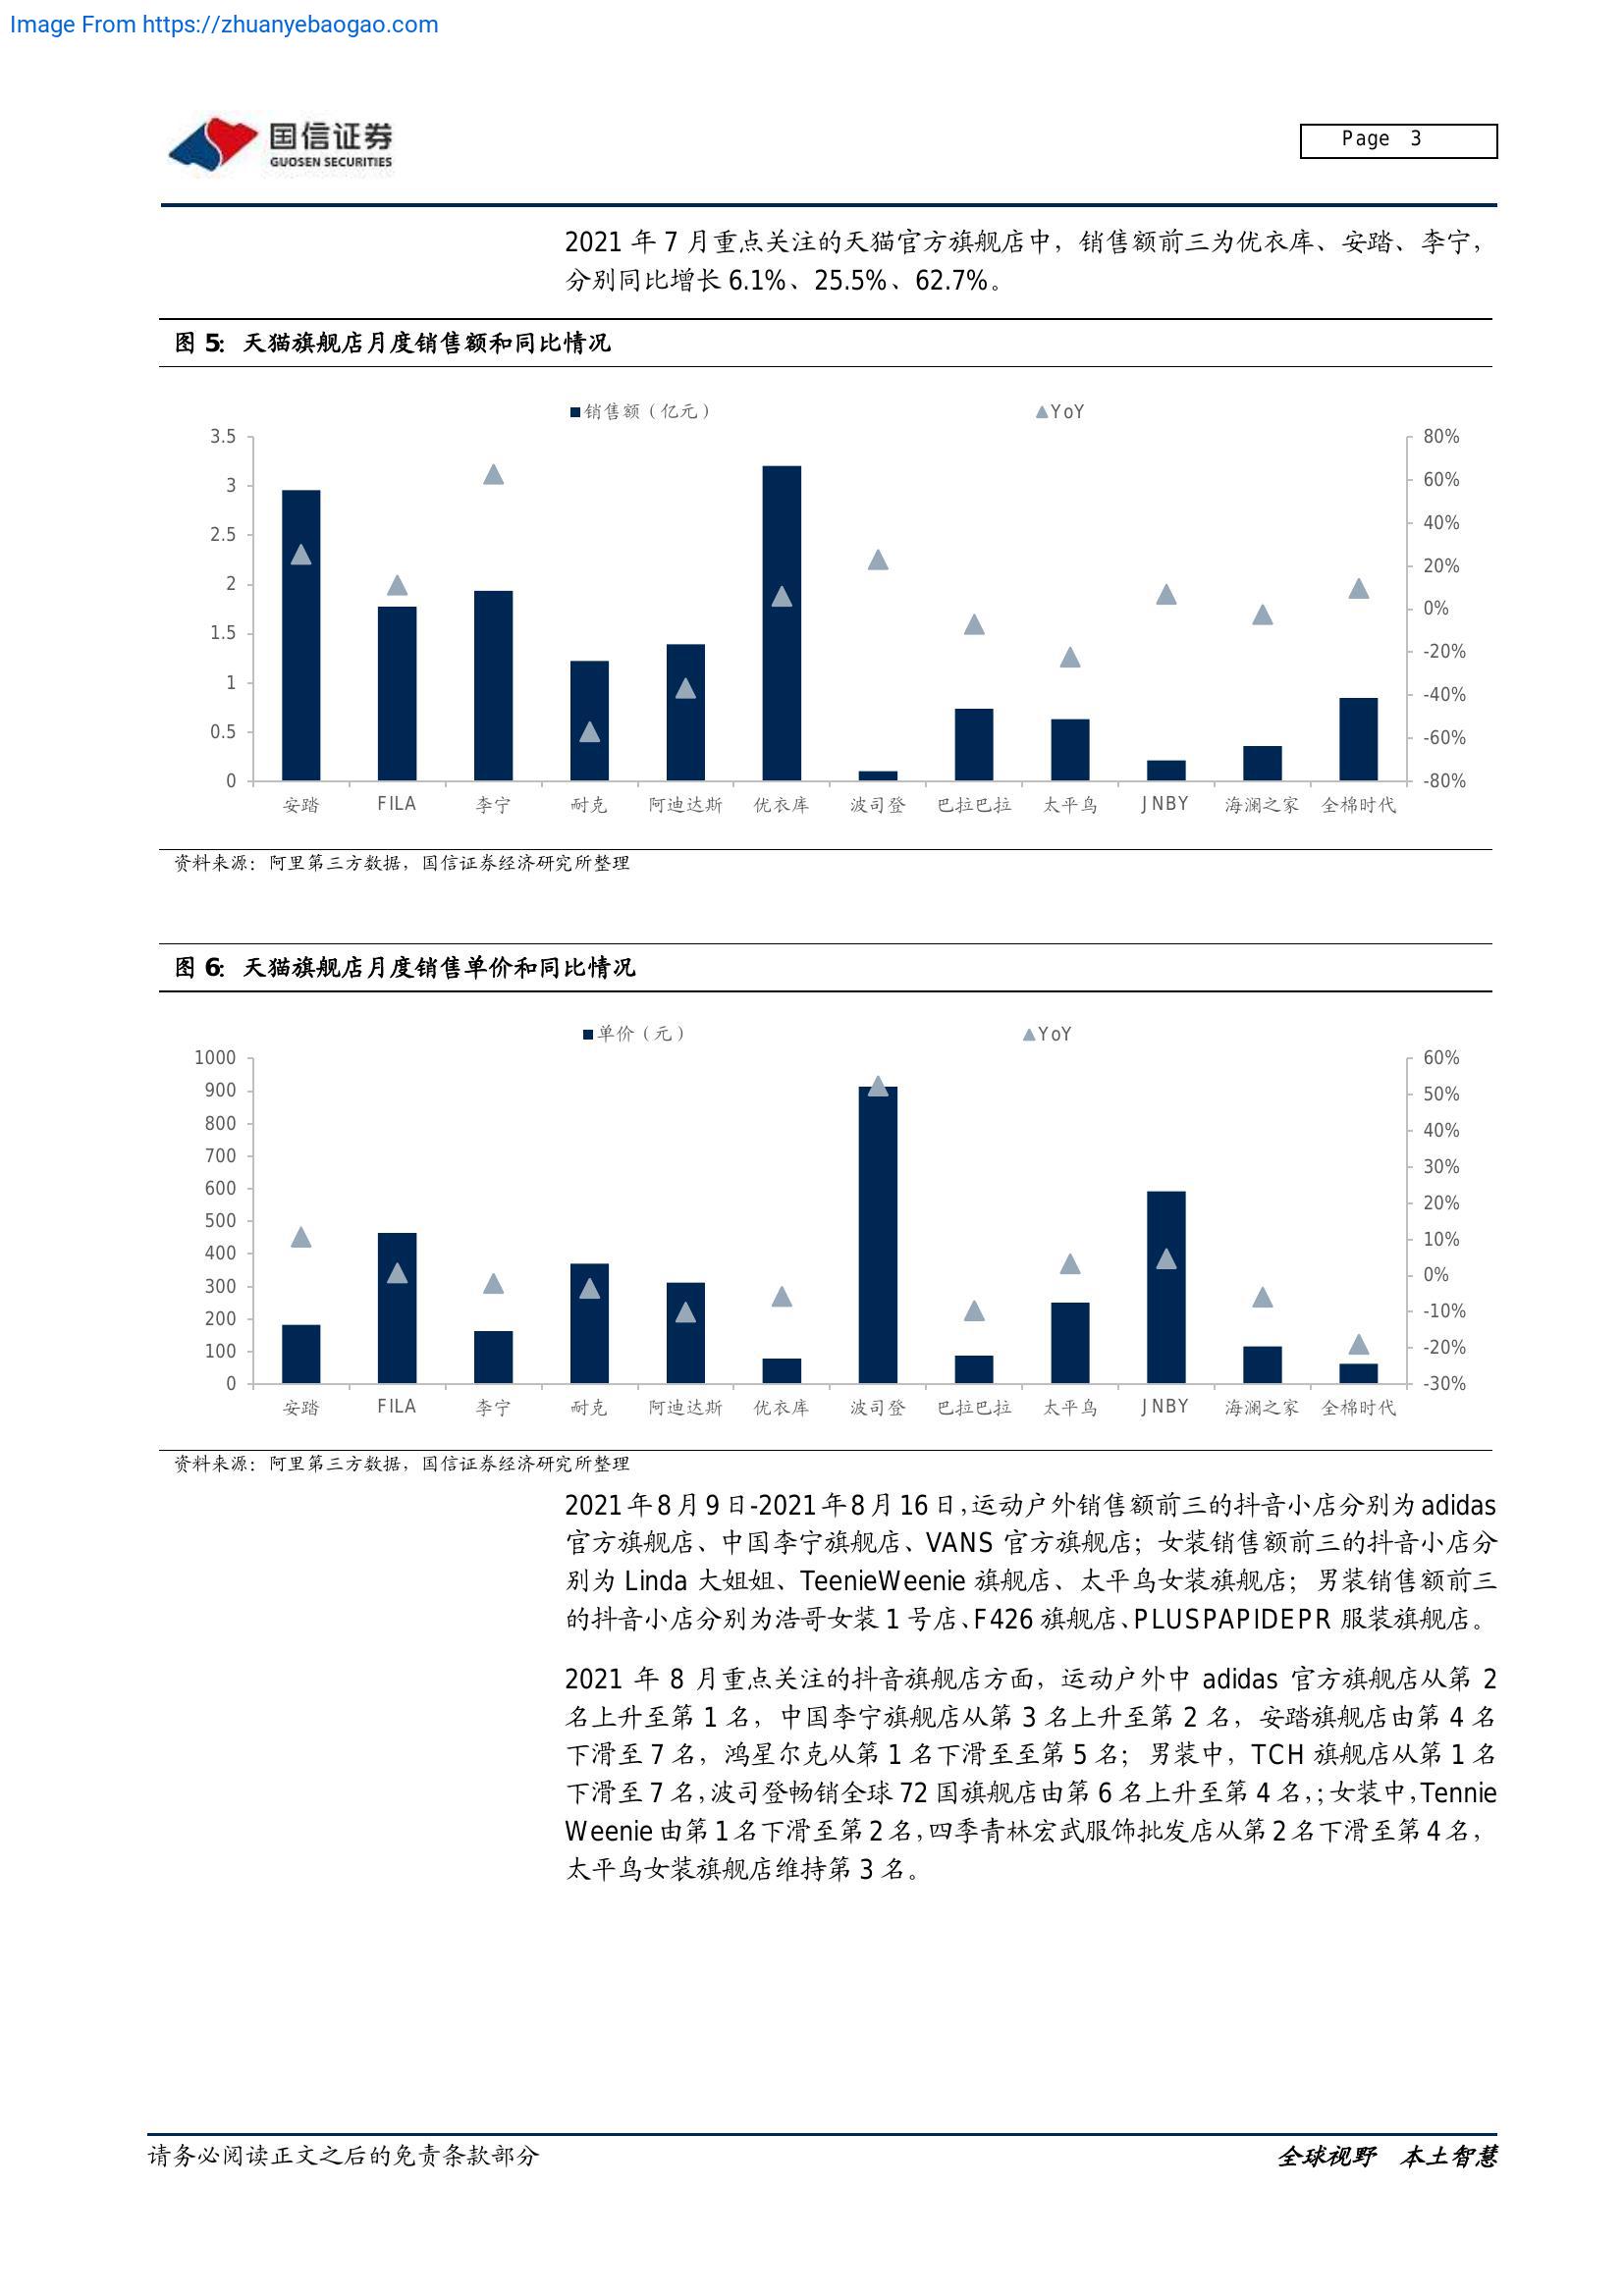 Image From https://zhuanyebaogao.com
国信证券
GUOSEN SECURITIES
Page 3
2021 年 7 月重点关注的天猫官方旗舰店中，销售额前三为优衣库、安踏、李宁，
分别同比增长 6.1%、25.5%、62.7%。
图 5：天猫旗舰店月度销售额和同比情况
销售额（亿元） YoY
3.5 80%
3 60%
2.5 40%
2 20%
1.5 0%
1 -20%
0.5 -40%
0 -60%
-80%
安踏 FILA 李宁 耐克 阿迪达斯 优衣库 波司登 巴拉巴拉 太平鸟 JNBY 海澜之家 全棉时代
资料来源：阿里第三方数据，国信证券经济研究所整理
图 6：天猫旗舰店月度销售单价和同比情况
单价（元） YoY
1000 60%
900 50%
800 40%
700 30%
600 20%
500 10%
400 0%
300 -10%
200 -20%
100 -30%
0
安踏 FILA 李宁 耐克 阿迪达斯 优衣库 波司登 巴拉巴拉 太平鸟 JNBY 海澜之家 全棉时代
资料来源：阿里第三方数据，国信证券经济研究所整理
2021年8月9日-2021年8月16日，运动户外销售额前三的抖音小店分别为adidas
官方旗舰店、中国李宁旗舰店、VANS 官方旗舰店；女装销售额前三的抖音小店分
别为 Linda 大姐姐、TeenieWeenie 旗舰店、太平鸟女装旗舰店；男装销售额前三
的抖音小店分别为浩哥女装 1 号店、F426 旗舰店、PLUSPAPIDEPR 服装旗舰店。
2021 年 8 月重点关注的抖音旗舰店方面，运动户外中 adidas 官方旗舰店从第 2
名上升至第 1 名，中国李宁旗舰店从第 3 名上升至第 2 名，安踏旗舰店由第 4 名
下滑至 7 名，鸿星尔克从第 1 名下滑至至第 5 名；男装中，TCH 旗舰店从第 1 名
下滑至 7 名，波司登畅销全球 72 国旗舰店由第 6 名上升至第 4 名，；女装中，Tennie
Weenie 由第 1 名下滑至第 2 名，四季青林宏武服饰批发店从第 2 名下滑至第 4 名，
太平鸟女装旗舰店维持第 3 名。
请务必阅读正文之后的免责条款部分
全球视野 本土智慧